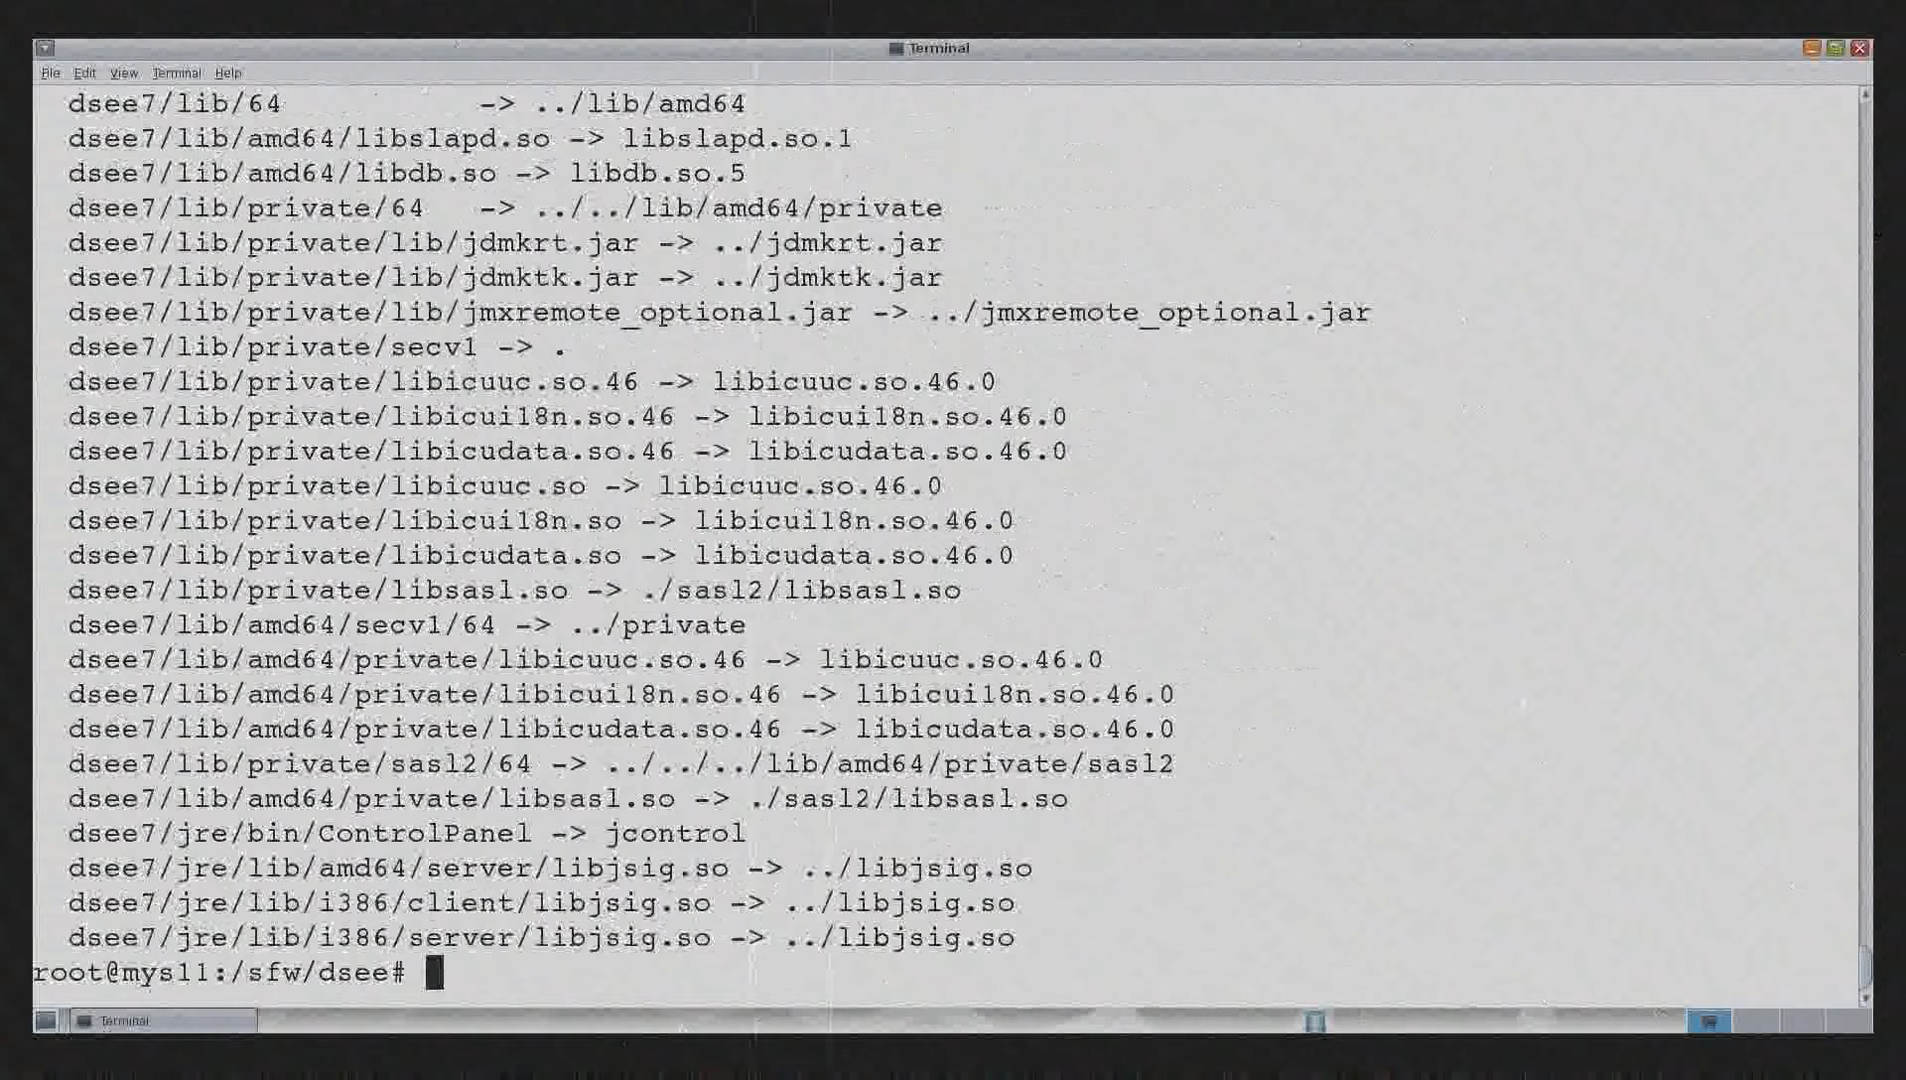 Terminal
File Edit View Terminal Help
dsee7/lib/64 -> ../lib/amd64
dsee7/lib/amd64/libslapd.so -> libslapd.so.1
dsee7/lib/amd64/libdb.so -> libdb.so.5
dsee7/lib/private/64 -> ../../lib/amd64/private
dsee7/lib/private/lib/jdmkrt.jar -> ../jdmkrt.jar
dsee7/lib/private/lib/jdmktk.jar -> ../jdmktk.jar
dsee7/lib/private/lib/jmxremote_optional.jar -> ../jmxremote_optional.jar
dsee7/lib/private/secv1 -> .
dsee7/lib/private/libicuuc.so.46 -> libicuuc.so.46.0
dsee7/lib/private/libicui18n.so.46 -> libicui18n.so.46.0
dsee7/lib/private/libicudata.so.46 -> libicudata.so.46.0
dsee7/lib/private/libicuuc.so -> libicuuc.so.46.0
dsee7/lib/private/libicui18n.so -> libicui18n.so.46.0
dsee7/lib/private/libicudata.so -> libicudata.so.46.0
dsee7/lib/private/libsasl.so -> ./sasl2/libsasl.so
dsee7/lib/amd64/secv1/64 -> ../private
dsee7/lib/amd64/private/libicuuc.so.46 -> libicuuc.so.46.0
dsee7/lib/amd64/private/libicui18n.so.46 -> libicui18n.so.46.0
dsee7/lib/amd64/private/libicudata.so.46 -> libicudata.so.46.0
dsee7/lib/private/sasl2/64 -> ../../../lib/amd64/private/sasl2
dsee7/lib/amd64/private/libsasl.so -> ./sasl2/libsasl.so
dsee7/jre/bin/ControlPanel -> jcontrol
dsee7/jre/lib/amd64/server/libjsig.so -> ../libjsig.so
dsee7/jre/lib/i386/client/libjsig.so -> ../libjsig.so
dsee7/jre/lib/i386/server/libjsig.so -> ../libjsig.so
root@mys11:/sfw/dsee#
Terminal